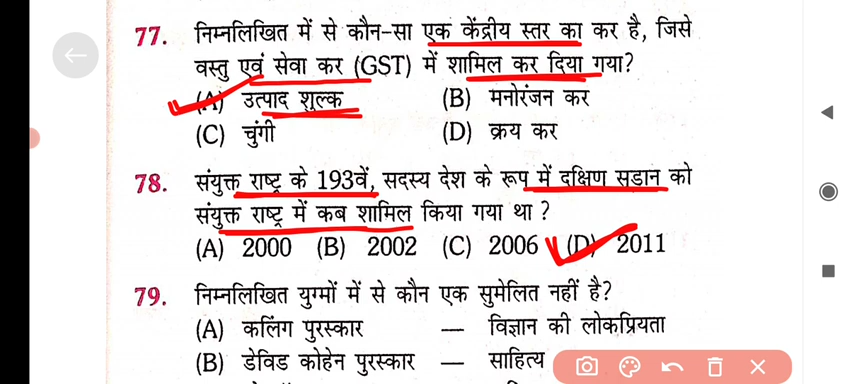 77. निम्नलिखित में से कौन-सा एक केंद्रीय स्तर का कर है, जिसे
वस्तु एवं सेवा कर (GST) में शामिल कर दिया गया?
(A) उत्पाद शुल्क (B) मनोरंजन कर
(C) चुंगी (D) क्रय कर
78. संयुक्त राष्ट्र के 193वें, सदस्य देश के रूप में दक्षिण सूडान को
संयुक्त राष्ट्र में कब शामिल किया गया था ?
(A) 2000 (B) 2002 (C) 2006 (D) 2011
79. निम्नलिखित युग्मों में से कौन एक सुमेलित नहीं है?
(A) कलिंग पुरस्कार — विज्ञान की लोकप्रियता
(B) डेविड कोहेन पुरस्कार — साहित्य